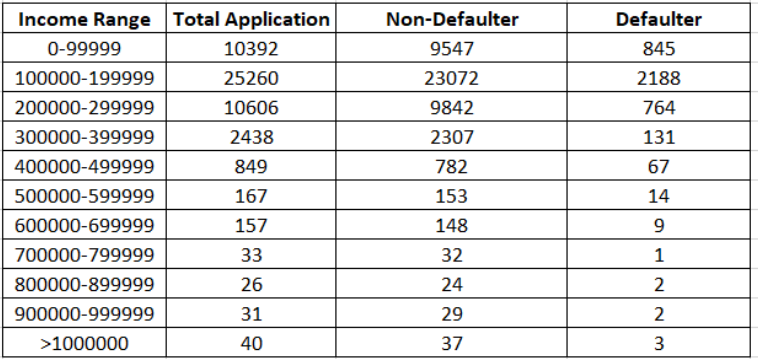 Income Range Total Application Non-Defaulter Defaulter
0-99999 10392 9547 845
100000-199999 25260 23072 2188
200000-299999 10606 9842 764
300000-399999 2438 2307 131
400000-499999 849 782 67
500000-599999 167 153 14
600000-699999 157 148 9
700000-799999 33 32 1
800000-899999 26 24 2
900000-999999 31 29 2
>1000000 40 37 3